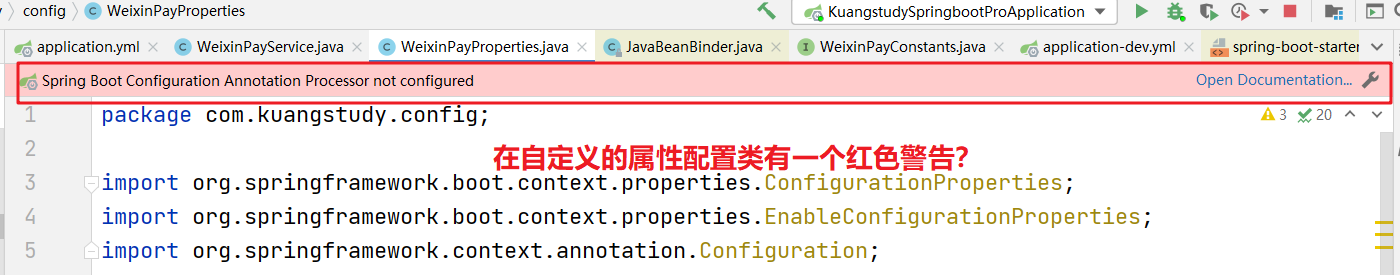 config > WeixinPayProperties KuangstudySpringbootProApplication
application.yml WeixinPayService.java WeixinPayProperties.java JavaBeanBinder.java WeixinPayConstants.java application-dev.yml spring-boot-starter
Spring Boot Configuration Annotation Processor not configured Open Documentation...
1 package com.kuangstudy.config; 3 20
2
在自定义的属性配置类有一个红色警告?
3 import org.springframework.boot.context.properties.ConfigurationProperties;
4 import org.springframework.boot.context.properties.EnableConfigurationProperties;
5 import org.springframework.context.annotation.Configuration;